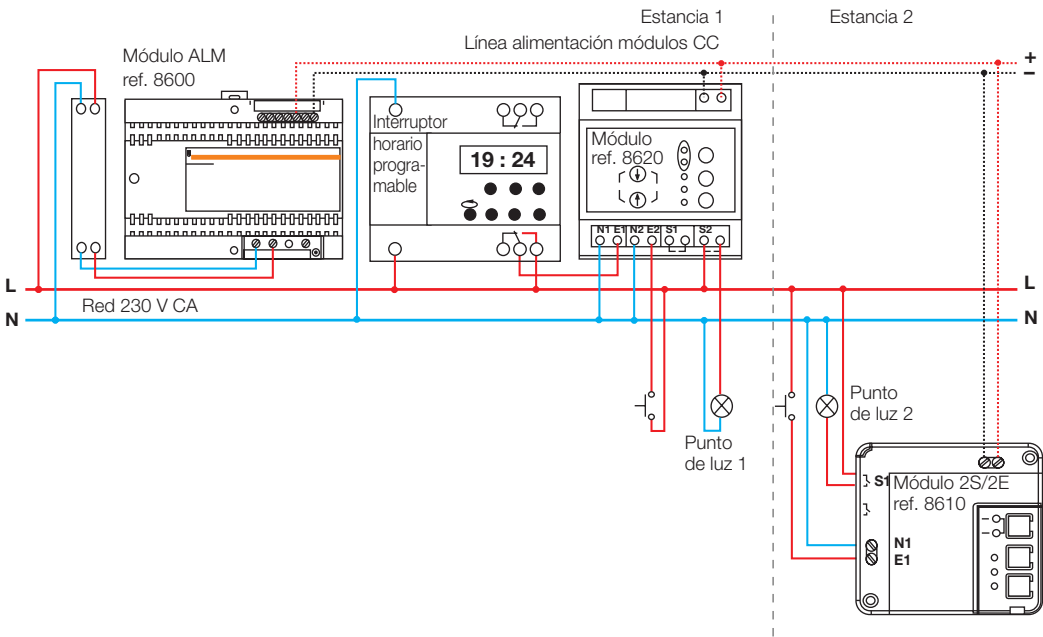 Estancia 1
Estancia 2
Línea alimentación módulos CC
+
–
Módulo ALM
ref. 8600
Interruptor
horario
progra-
mable
19 : 24
Módulo
ref. 8620
N1 E1 N2 E2 S1 S2
L
L
Red 230 V CA
N
N
Punto
de luz 1
Punto
de luz 2
S1
Módulo 2S/2E
ref. 8610
N1
E1